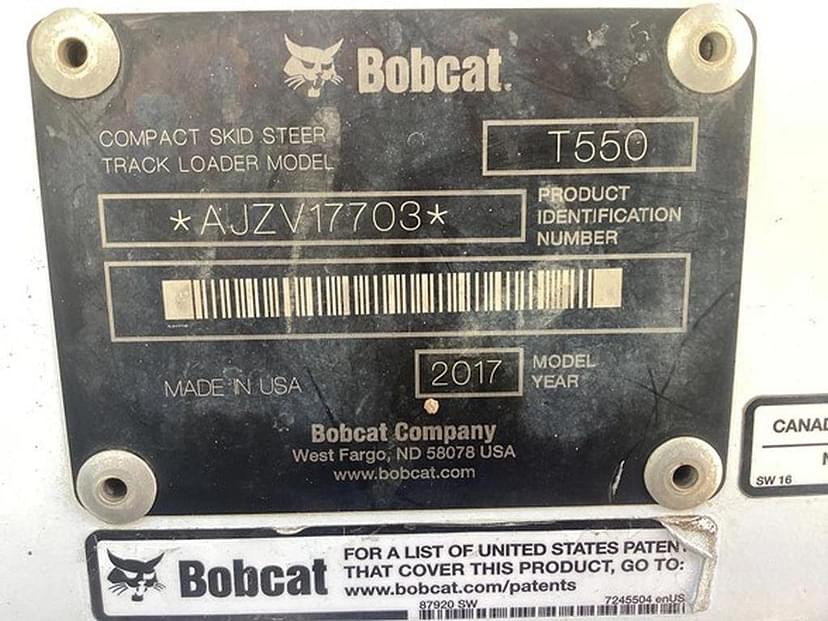 Bobcat.
COMPACT SKID STEER
TRACK LOADER MODEL
T550
*AJZV17703*
PRODUCT
IDENTIFICATION
NUMBER
MADE IN USA
2017
MODEL
YEAR
Bobcat Company
West Fargo, ND 58078 USA
www.bobcat.com
CANAD
N
SW 16
Bobcat
FOR A LIST OF UNITED STATES PATEN
THAT COVER THIS PRODUCT, GO TO:
www.bobcat.com/patents
87920 SW
7245504 enUS